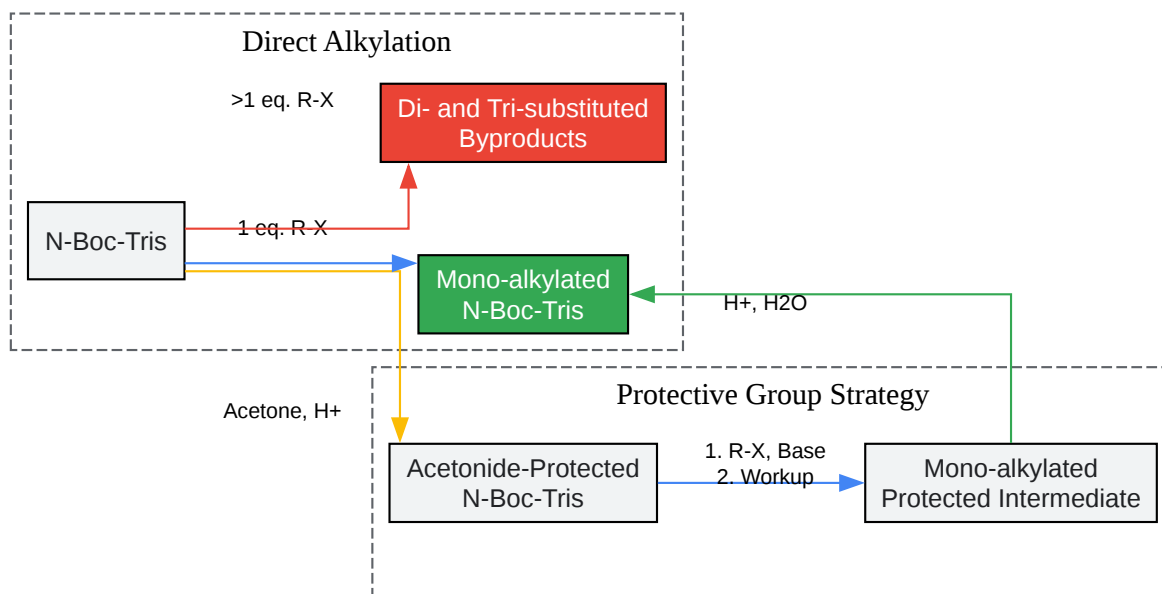 Direct Alkylation
>1 eq. R-X
Di- and Tri-substituted
Byproducts
N-Boc-Tris
1 eq. R-X
Mono-alkylated
N-Boc-Tris
H+, H2O
Protective Group Strategy
Acetone, H+
Acetonide-Protected
N-Boc-Tris
1. R-X, Base
2. Workup
Mono-alkylated
Protected Intermediate